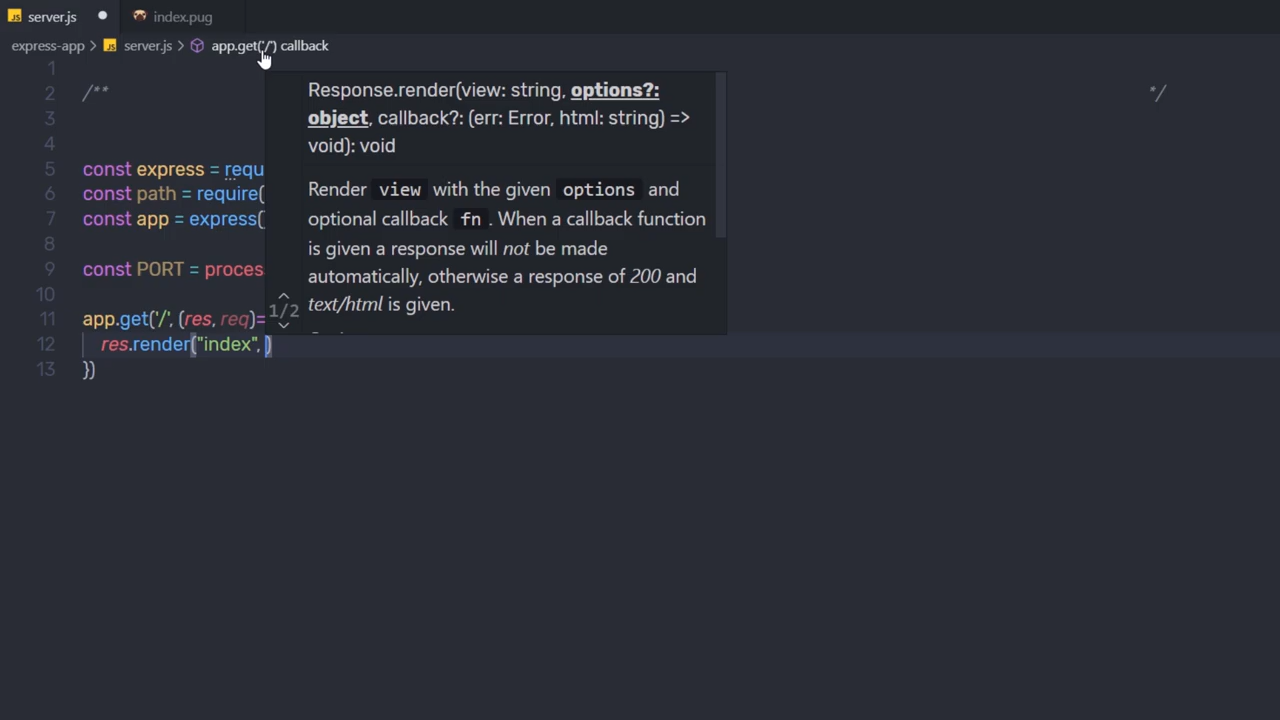 JS server.js index.pug
express-app > JS server.js > app.get('/') callback
1
2 /** */
3
4
5 const express = requ
6 const path = require(
7 const app = express(
8
9 const PORT = process
10
11 app.get('/', (res, req)=
12 res.render("index", )
13 })
Response.render(view: string, options?:
object, callback?: (err: Error, html: string) =>
void): void
Render view with the given options and
optional callback fn . When a callback function
is given a response will not be made
automatically, otherwise a response of 200 and
1/2 text/html is given.